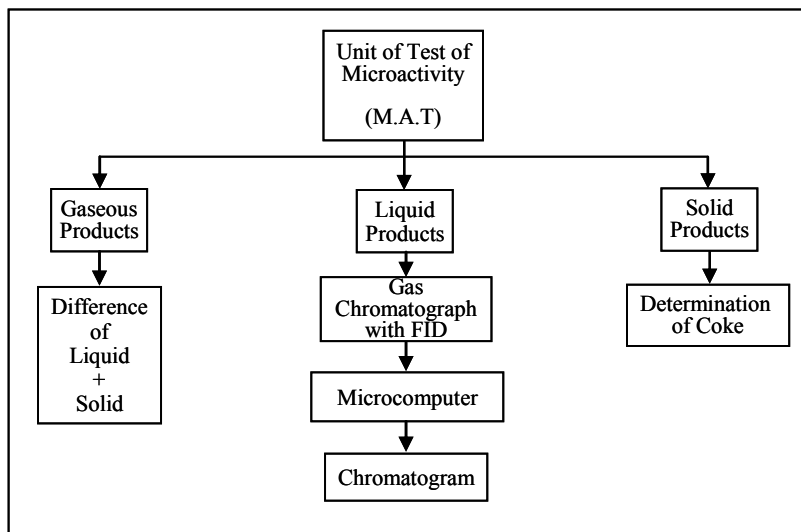 Unit of Test of
Microactivity
(M.A.T)
Gaseous
Products
Liquid
Products
Solid
Products
Difference
of
Liquid
+
Solid
Gas
Chromatograph
with FID
Determination
of Coke
Microcomputer
Chromatogram